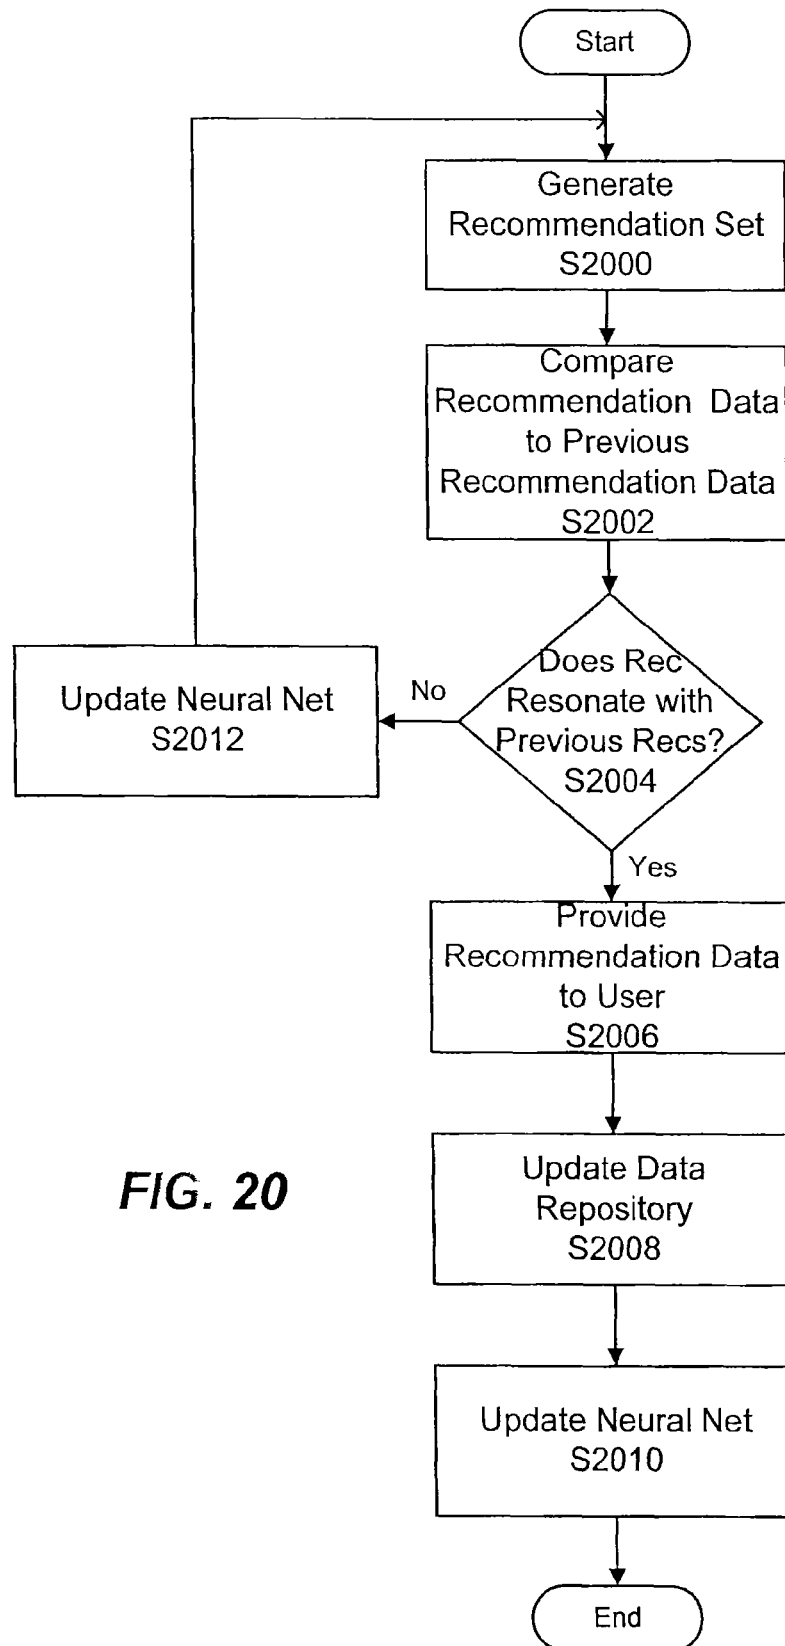 Start
Generate
Recommendation Set
S2000
Compare
Recommendation Data
to Previous
Recommendation Data
S2002
Does Rec
Resonate with
Previous Recs?
S2004
No
Update Neural Net
S2012
Yes
Provide
Recommendation Data
to User
S2006
Update Data
Repository
S2008
FIG. 20
Update Neural Net
S2010
End